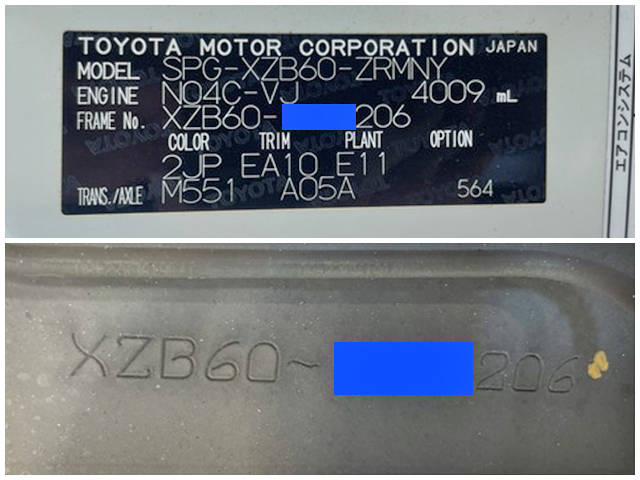 TOYOTA MOTOR CORPORATION JAPAN
MODEL SPG-XZB60-ZRMNY
ENGINE N04C-VJ 4009 mL
FRAME No. XZB60- 206
COLOR TRIM PLANT OPTION
2JP EA10 E11
TRANS./AXLE M551 A05A 564
エアコンシステム
XZB60~ 206